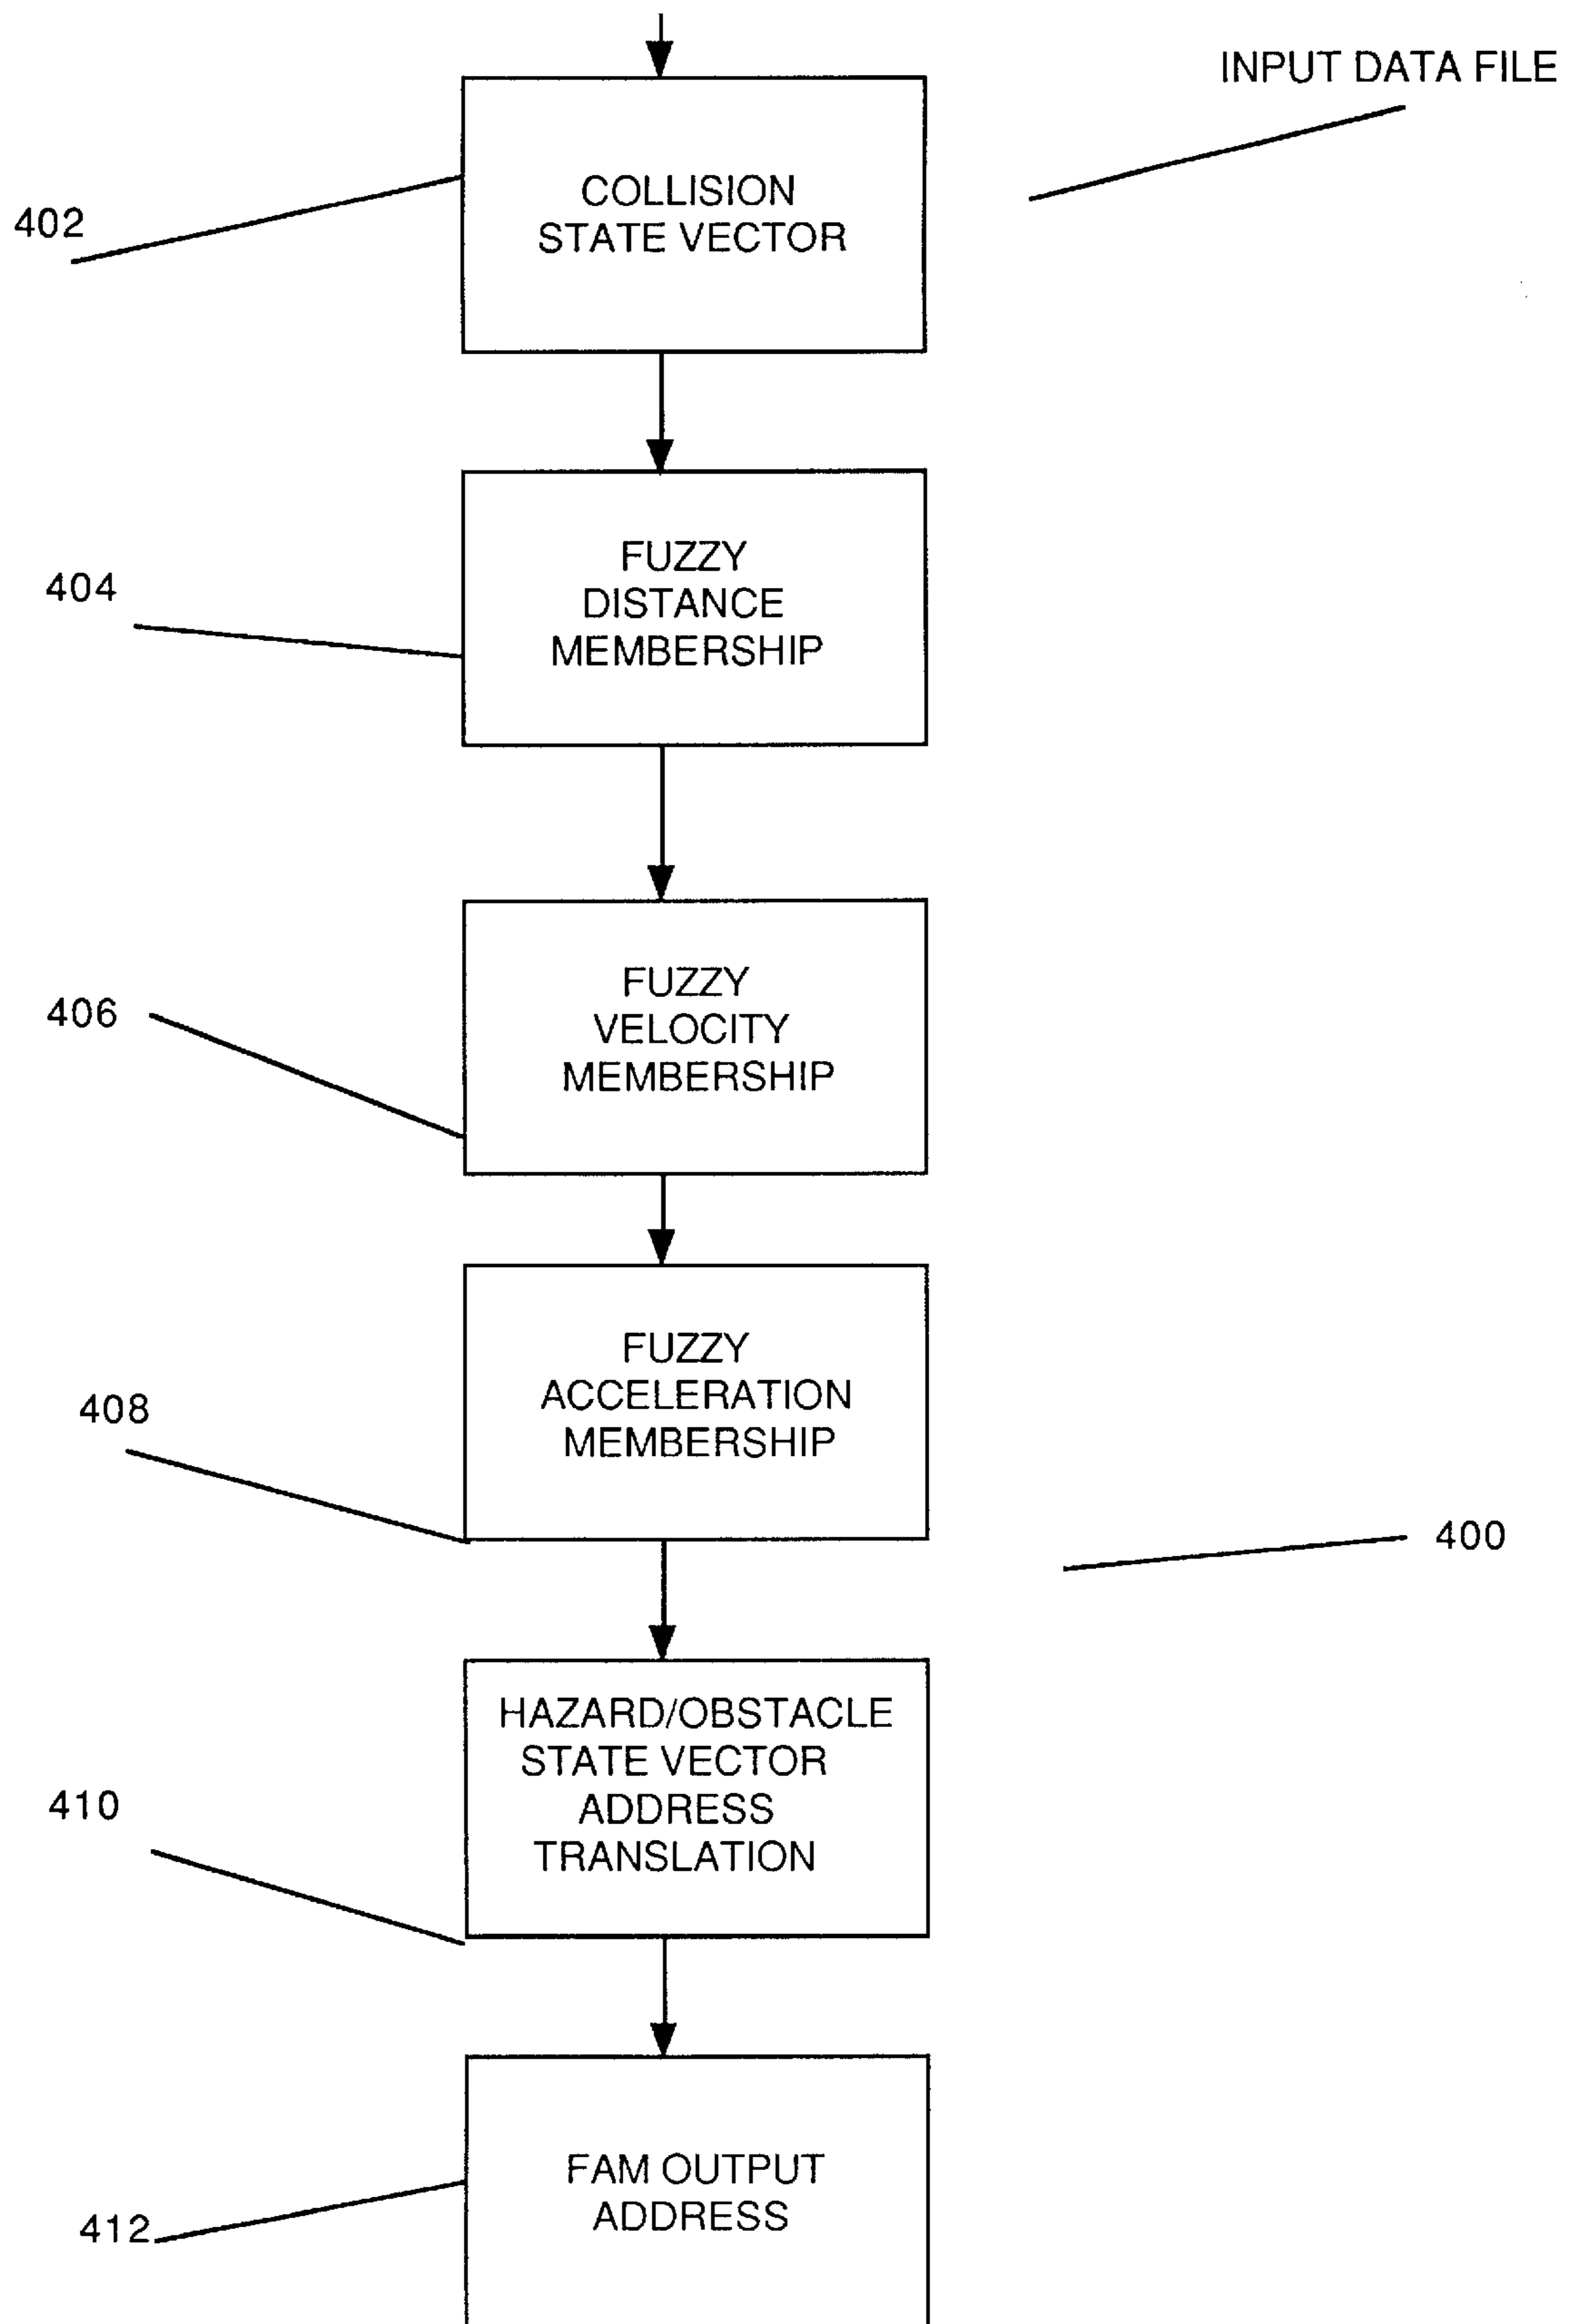 INPUT DATA FILE
COLLISION
STATE VECTOR
402
FUZZY
DISTANCE
MEMBERSHIP
404
FUZZY
VELOCITY
MEMBERSHIP
406
FUZZY
ACCELERATION
MEMBERSHIP
408
400
HAZARD/OBSTACLE
STATE VECTOR
ADDRESS
TRANSLATION
410
FAM OUTPUT
ADDRESS
412